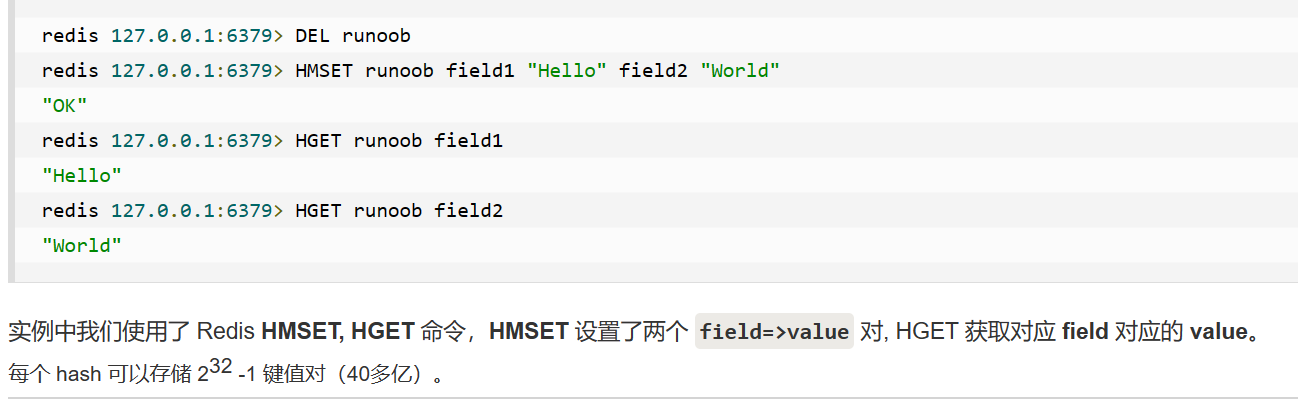 redis 127.0.0.1:6379> DEL runoob
redis 127.0.0.1:6379> HMSET runoob field1 "Hello" field2 "World"
"OK"
redis 127.0.0.1:6379> HGET runoob field1
"Hello"
redis 127.0.0.1:6379> HGET runoob field2
"World"
实例中我们使用了 Redis HMSET, HGET 命令，HMSET 设置了两个 field=>value 对, HGET 获取对应 field 对应的 value。
每个 hash 可以存储 2³² -1 键值对（40多亿）。